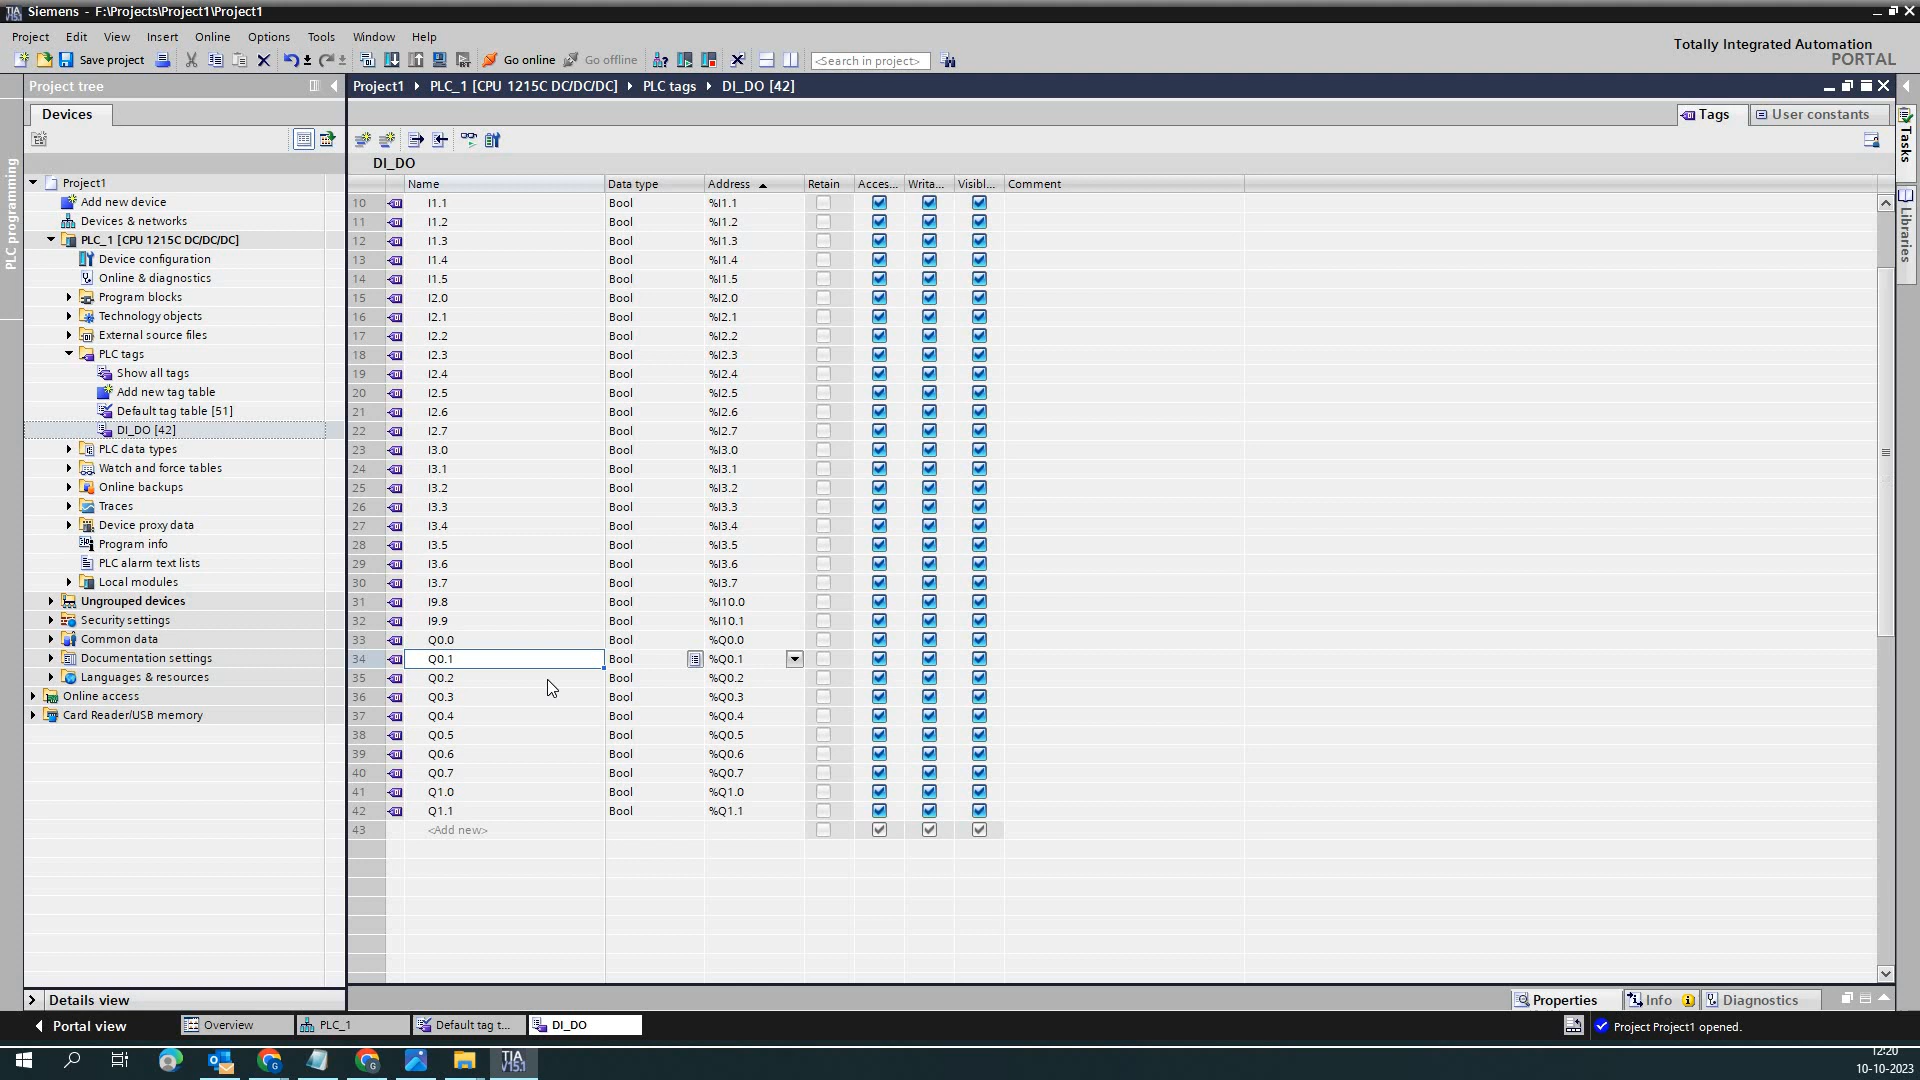 Siemens - F:\Projects\Project1\Project1
Project Edit View Insert Online Options Tools Window Help
Totally Integrated Automation
PORTAL
Save project Go online Go offline <Search in project>
Project tree
Project1 PLC_1 [CPU 1215C DC/DC/DC] PLC tags DI_DO [42]
Devices
Tags User constants
PLC programming
Tasks
Libraries
DI_DO
Name Data type Address Retain Acces... Writa... Visibl... Comment
Project1
Add new device
Devices & networks
PLC_1 [CPU 1215C DC/DC/DC]
Device configuration
Online & diagnostics
Program blocks
Technology objects
External source files
PLC tags
Show all tags
Add new tag table
Default tag table [51]
DI_DO [42]
PLC data types
Watch and force tables
Online backups
Traces
Device proxy data
Program info
PLC alarm text lists
Local modules
Ungrouped devices
Security settings
Common data
Documentation settings
Languages & resources
Online access
Card Reader/USB memory
10 I1.1 Bool %I1.1
11 I1.2 Bool %I1.2
12 I1.3 Bool %I1.3
13 I1.4 Bool %I1.4
14 I1.5 Bool %I1.5
15 I2.0 Bool %I2.0
16 I2.1 Bool %I2.1
17 I2.2 Bool %I2.2
18 I2.3 Bool %I2.3
19 I2.4 Bool %I2.4
20 I2.5 Bool %I2.5
21 I2.6 Bool %I2.6
22 I2.7 Bool %I2.7
23 I3.0 Bool %I3.0
24 I3.1 Bool %I3.1
25 I3.2 Bool %I3.2
26 I3.3 Bool %I3.3
27 I3.4 Bool %I3.4
28 I3.5 Bool %I3.5
29 I3.6 Bool %I3.6
30 I3.7 Bool %I3.7
31 I9.8 Bool %I10.0
32 I9.9 Bool %I10.1
33 Q0.0 Bool %Q0.0
34 Q0.1 Bool %Q0.1
35 Q0.2 Bool %Q0.2
36 Q0.3 Bool %Q0.3
37 Q0.4 Bool %Q0.4
38 Q0.5 Bool %Q0.5
39 Q0.6 Bool %Q0.6
40 Q0.7 Bool %Q0.7
41 Q1.0 Bool %Q1.0
42 Q1.1 Bool %Q1.1
43 <Add new>
Details view
Properties Info Diagnostics
Portal view Overview PLC_1 Default tag t... DI_DO
Project Project1 opened.
TIA V15.1
12:20
10-10-2023